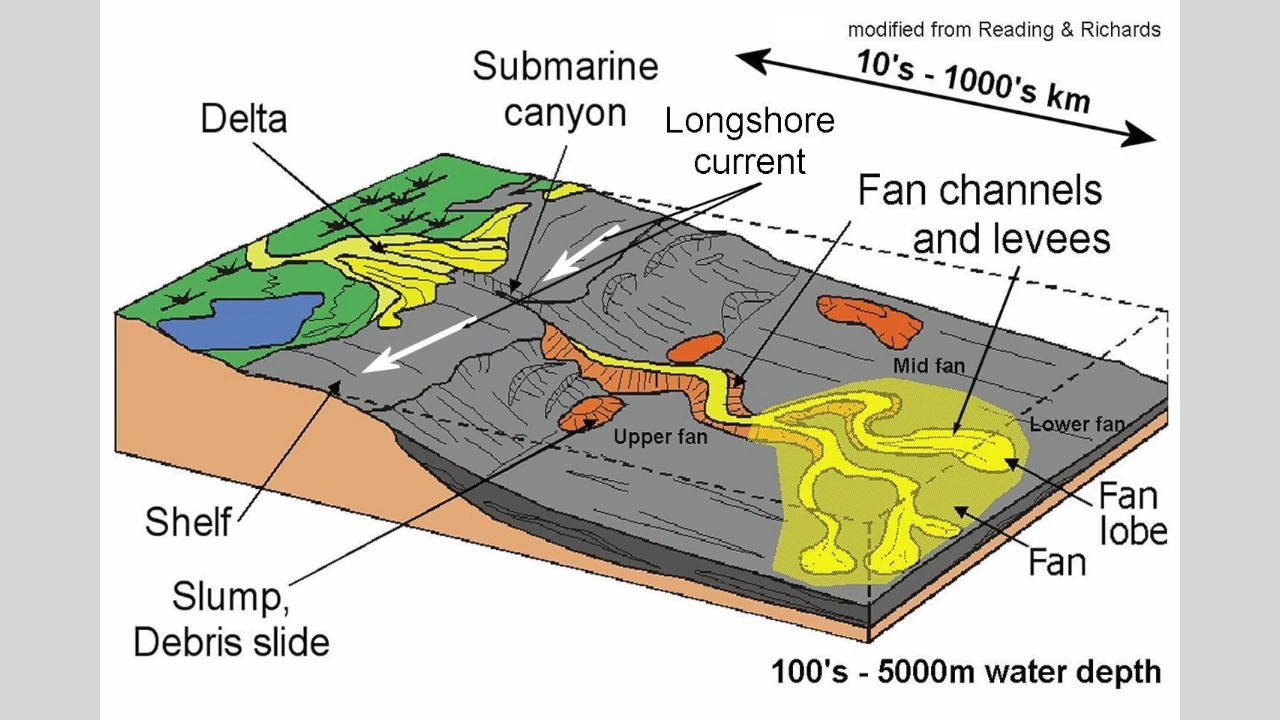 modified from Reading & Richards
10's - 1000's km
Submarine
canyon
Delta
Longshore
current
Fan channels
and levees
Mid fan
Lower fan
Upper fan
Shelf
Fan
lobe
Fan
Slump,
Debris slide
100's - 5000m water depth